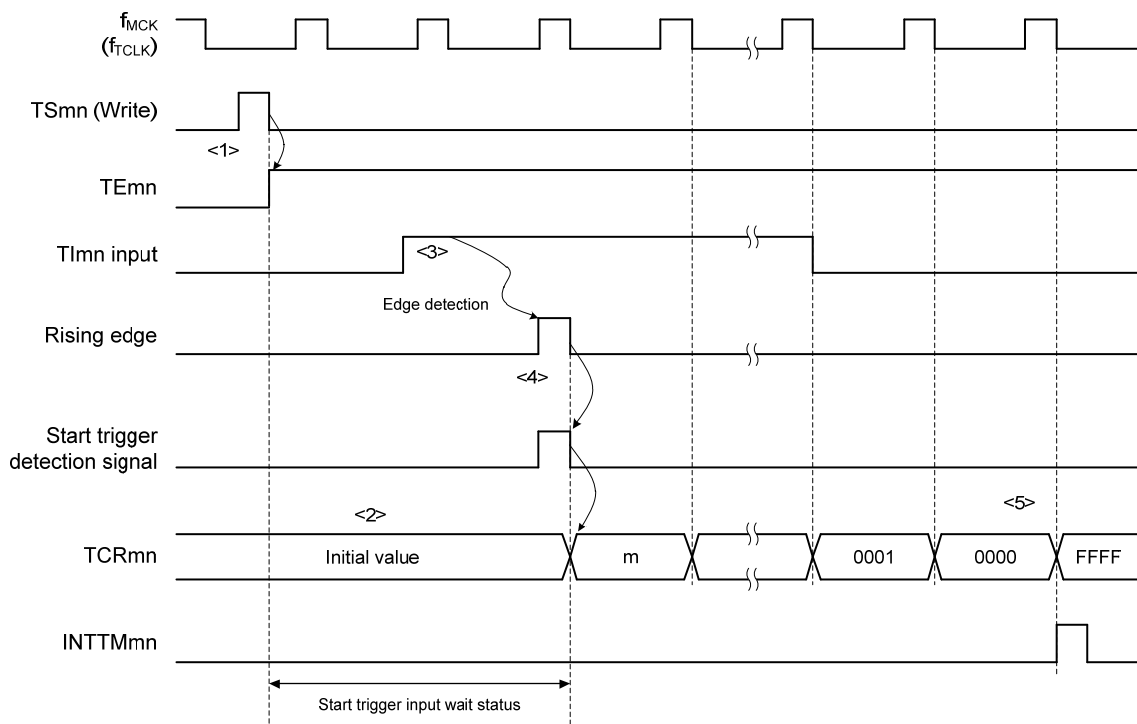 fMCK
(fTCLK)
TSmn (Write)
<1>
TEmn
TImn input
<3>
Edge detection
Rising edge
<4>
Start trigger
detection signal
<2>
<5>
TCRmn
Initial value
m
0001
0000
FFFF
INTTMmn
Start trigger input wait status